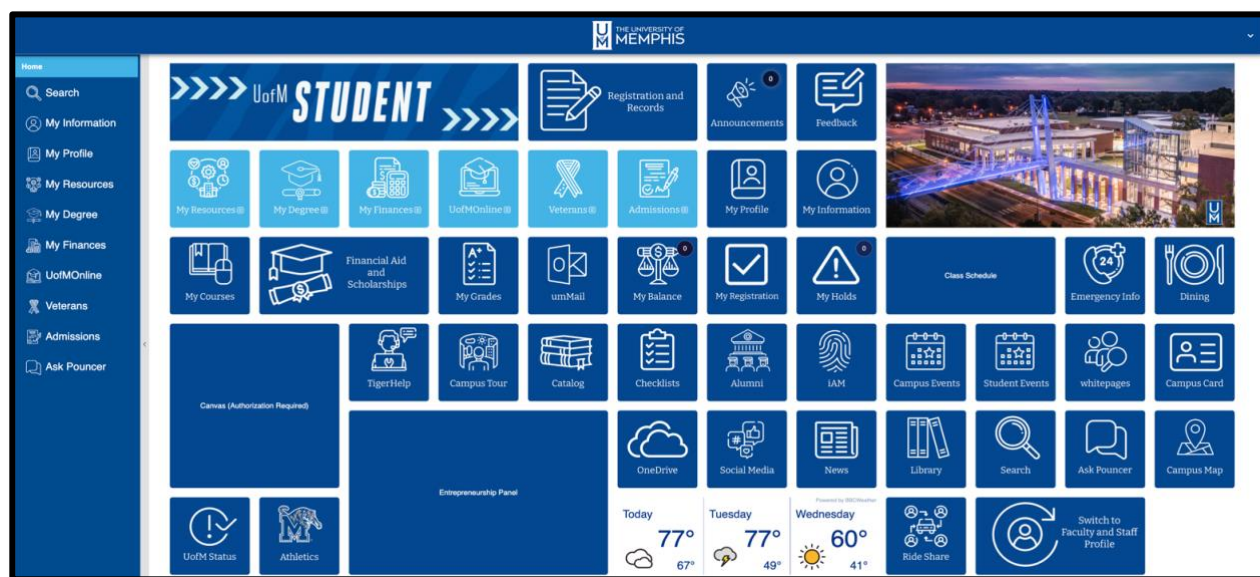 THE UNIVERSITY OF
MEMPHIS
Home
Search
My Information
My Profile
My Resources
My Degree
My Finances
UofMOnline
Veterans
Admissions
Ask Pouncer
UofM STUDENT
Registration and
Records
0
Announcements
Feedback
My Resources
My Degree
My Finances
UofMOnline
Veterans
Admissions
My Profile
My Information
My Courses
Financial Aid
and
Scholarships
A+
My Grades
umMail
0
My Balance
My Registration
0
My Holds
Class Schedule
24
Emergency Info
Dining
Canvas (Authorization Required)
TigerHelp
Campus Tour
Catalog
Checklists
Alumni
iAM
Campus Events
Student Events
whitepages
Campus Card
Entrepreneurship Panel
OneDrive
Social Media
News
Library
Search
Ask Pouncer
Campus Map
UofM Status
M
Athletics
Today
77°
67°
Tuesday
77°
49°
Wednesday
60°
41°
Ride Share
Switch to
Faculty and Staff
Profile